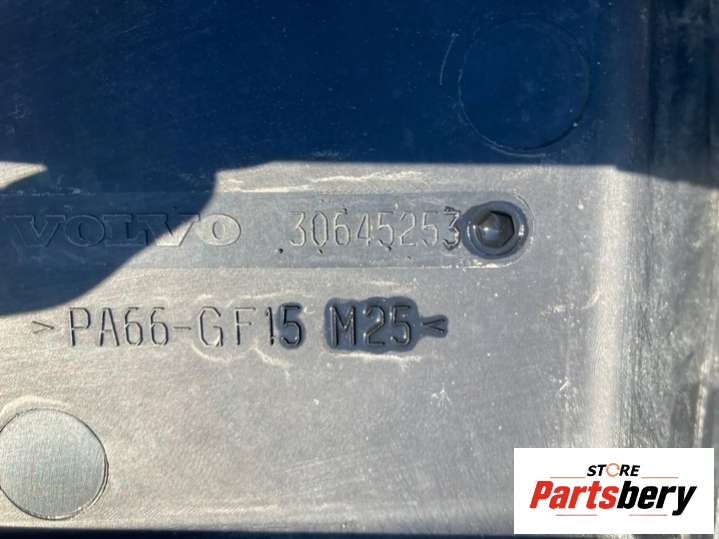 VOLVO 30645253
>PA66-GF15 M25<
STORE
Partsbery